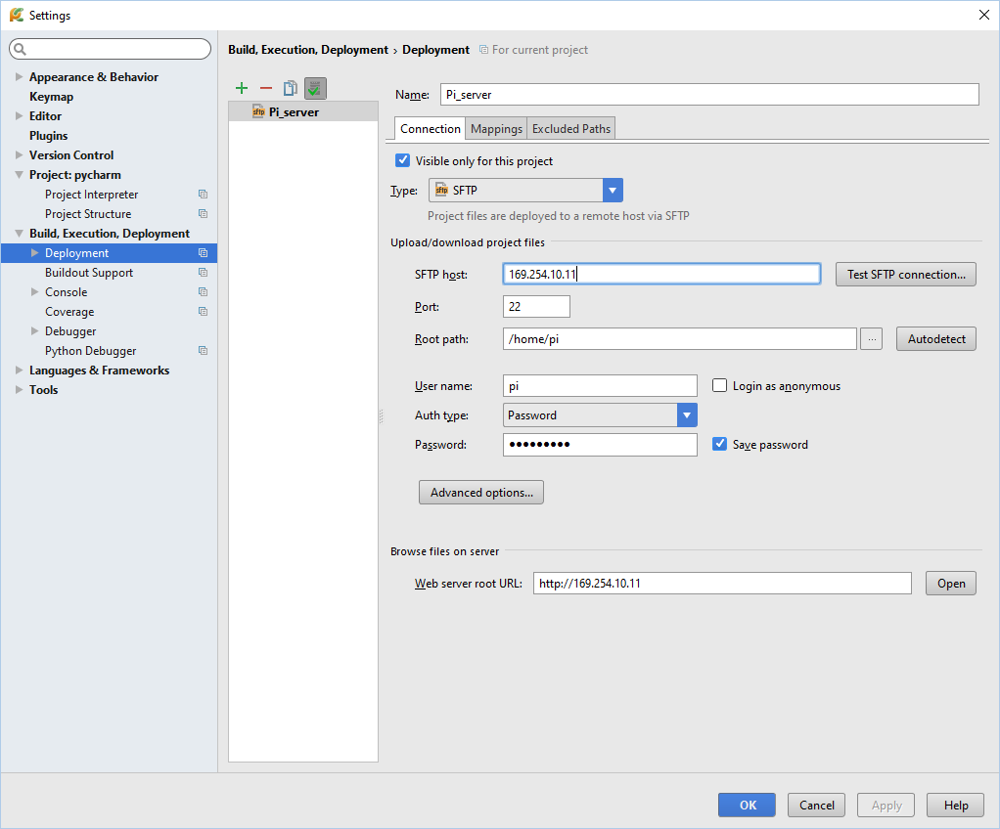 Settings
Build, Execution, Deployment › Deployment For current project
Appearance & Behavior
Keymap
Editor
Plugins
Version Control
Project: pycharm
Project Interpreter
Project Structure
Build, Execution, Deployment
Deployment
Buildout Support
Console
Coverage
Debugger
Python Debugger
Languages & Frameworks
Tools
Pi_server
Name: Pi_server
Connection Mappings Excluded Paths
Visible only for this project
Type: SFTP
Project files are deployed to a remote host via SFTP
Upload/download project files
SFTP host: 169.254.10.11 Test SFTP connection...
Port: 22
Root path: /home/pi ... Autodetect
User name: pi Login as anonymous
Auth type: Password
Password: ●●●●●●●●● Save password
Advanced options...
Browse files on server
Web server root URL: http://169.254.10.11 Open
OK Cancel Apply Help